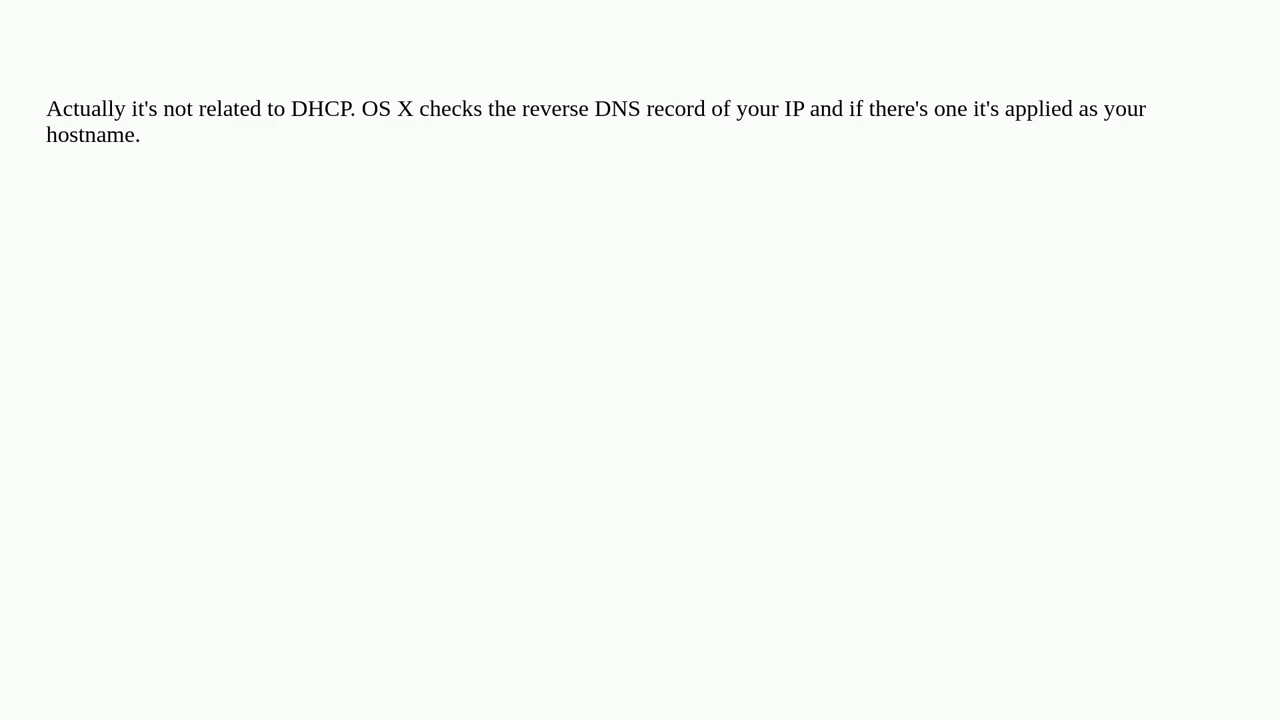 Actually it's not related to DHCP. OS X checks the reverse DNS record of your IP and if there's one it's applied as your
hostname.